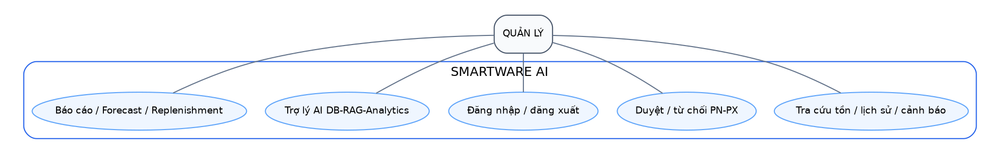 QUẢN LÝ
SMARTWARE AI
Báo cáo / Forecast / Replenishment
Trợ lý AI DB-RAG-Analytics
Đăng nhập / đăng xuất
Duyệt / từ chối PN-PX
Tra cứu tồn / lịch sử / cảnh báo